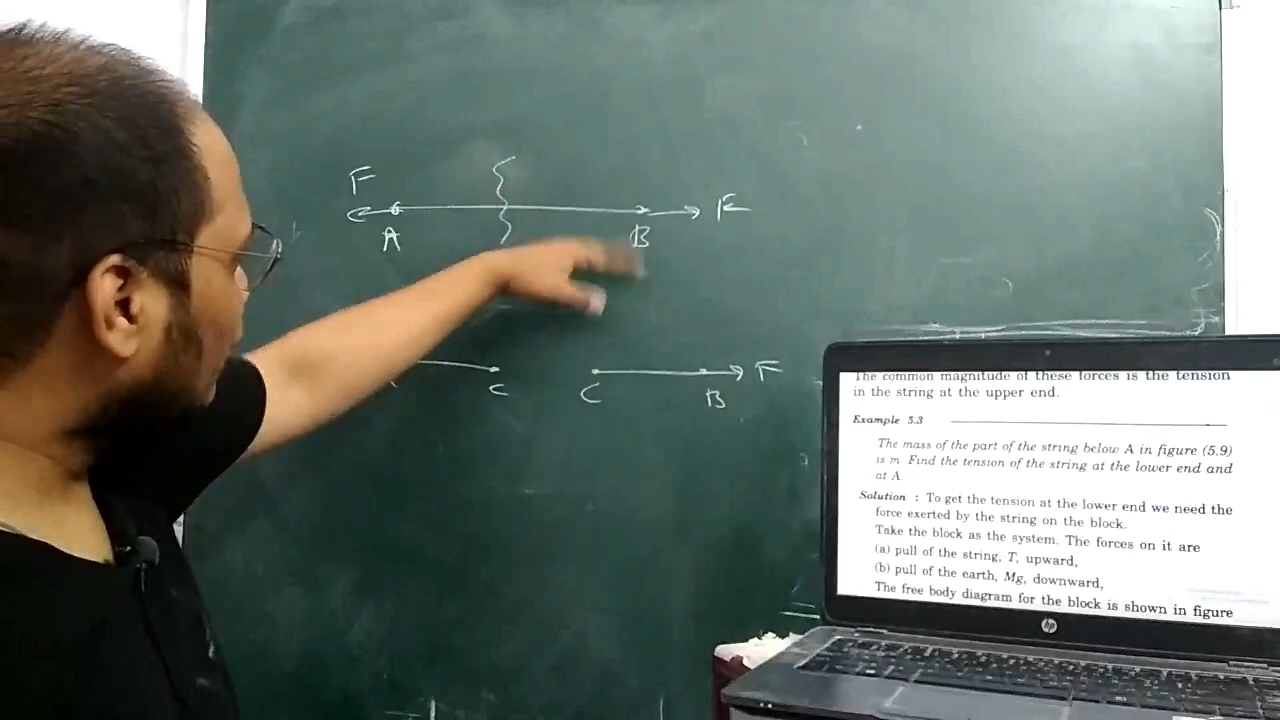 F
F
A B
C C B F
The common magnitude of these forces is the tension
in the string at the upper end.
Example 5.3
The mass of the part of the string below A in figure (5.9)
is m. Find the tension of the string at the lower end and
at A.
Solution : To get the tension at the lower end we need the
force exerted by the string on the block.
Take the block as the system. The forces on it are
(a) pull of the string, T, upward,
(b) pull of the earth, Mg, downward,
The free body diagram for the block is shown in figure
hp